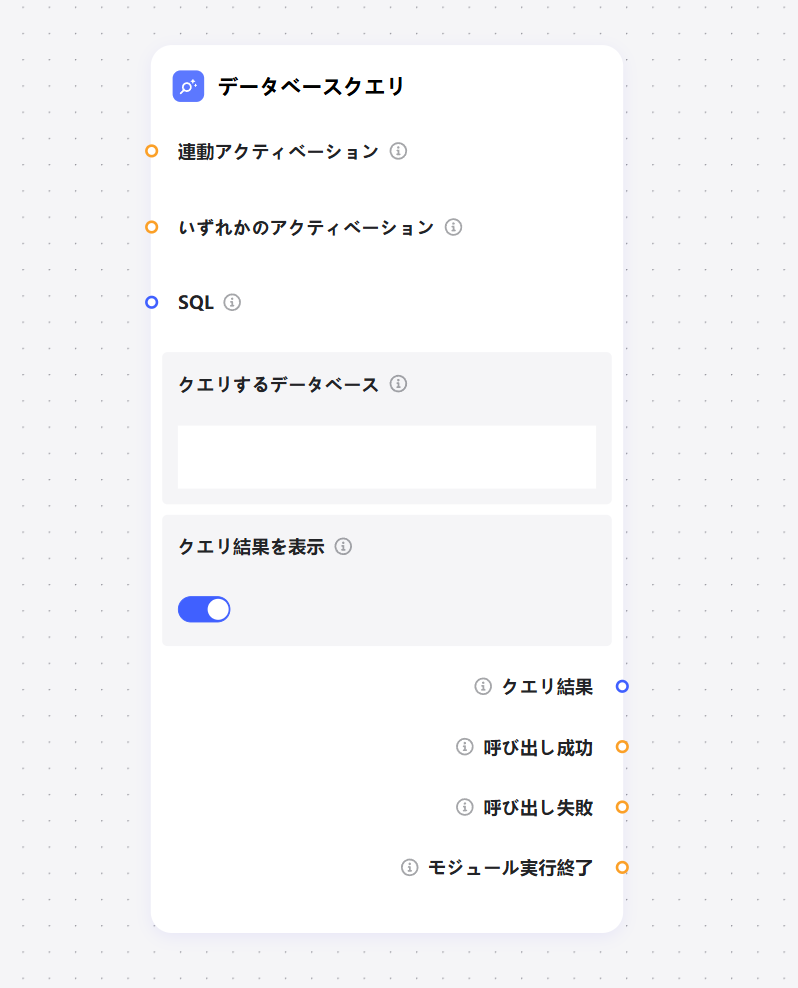 データベースクエリ
連動アクティベーション
いずれかのアクティベーション
SQL
クエリするデータベース
クエリ結果を表示
クエリ結果
呼び出し成功
呼び出し失敗
モジュール実行終了